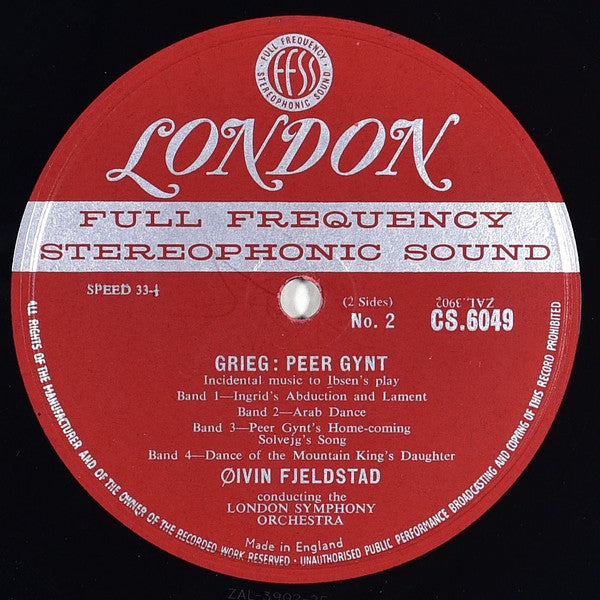 FULL FREQUENCY
FFSS
STEREOPHONIC SOUND
LONDON
FULL FREQUENCY
STEREOPHONIC SOUND
SPEED 33⅓
(2 Sides)
ZAL.3902
No. 2
CS.6049
GRIEG: PEER GYNT
Incidental music to Ibsen's play
Band 1—Ingrid's Abduction and Lament
Band 2—Arab Dance
Band 3—Peer Gynt's Home-coming
Solvejg's Song
Band 4—Dance of the Mountain King's Daughter
ØIVIN FJELDSTAD
conducting the
LONDON SYMPHONY
ORCHESTRA
Made in England
ALL RIGHTS OF THE MANUFACTURER AND OF THE OWNER OF THE RECORDED WORK RESERVED · UNAUTHORISED PUBLIC PERFORMANCE BROADCASTING AND COPYING OF THIS RECORD PROHIBITED